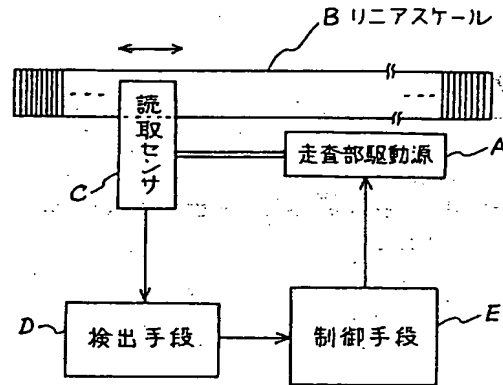 B リニアスケール
読取センサ
C
走査部駆動源
A
D
検出手段
制御手段
E